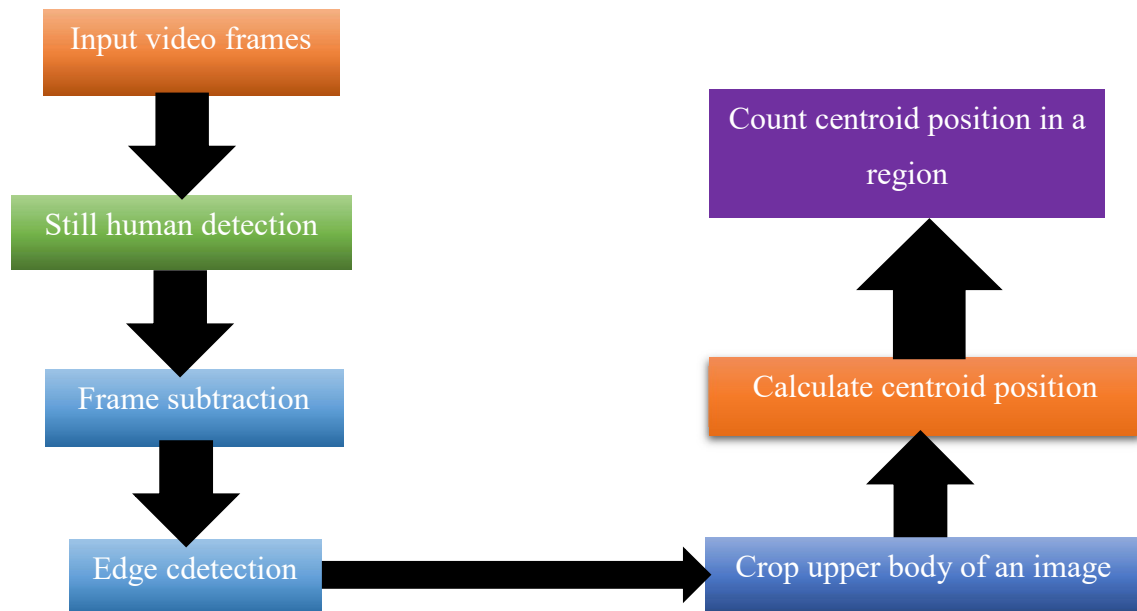 Input video frames
Still human detection
Frame subtraction
Edge cdetection
Crop upper body of an image
Calculate centroid position
Count centroid position in a
region